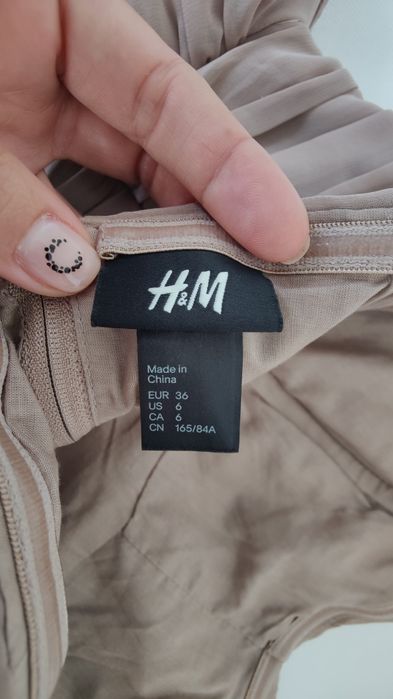 H&M
Made in
China
EUR 36
US 6
CA 6
CN 165/84A